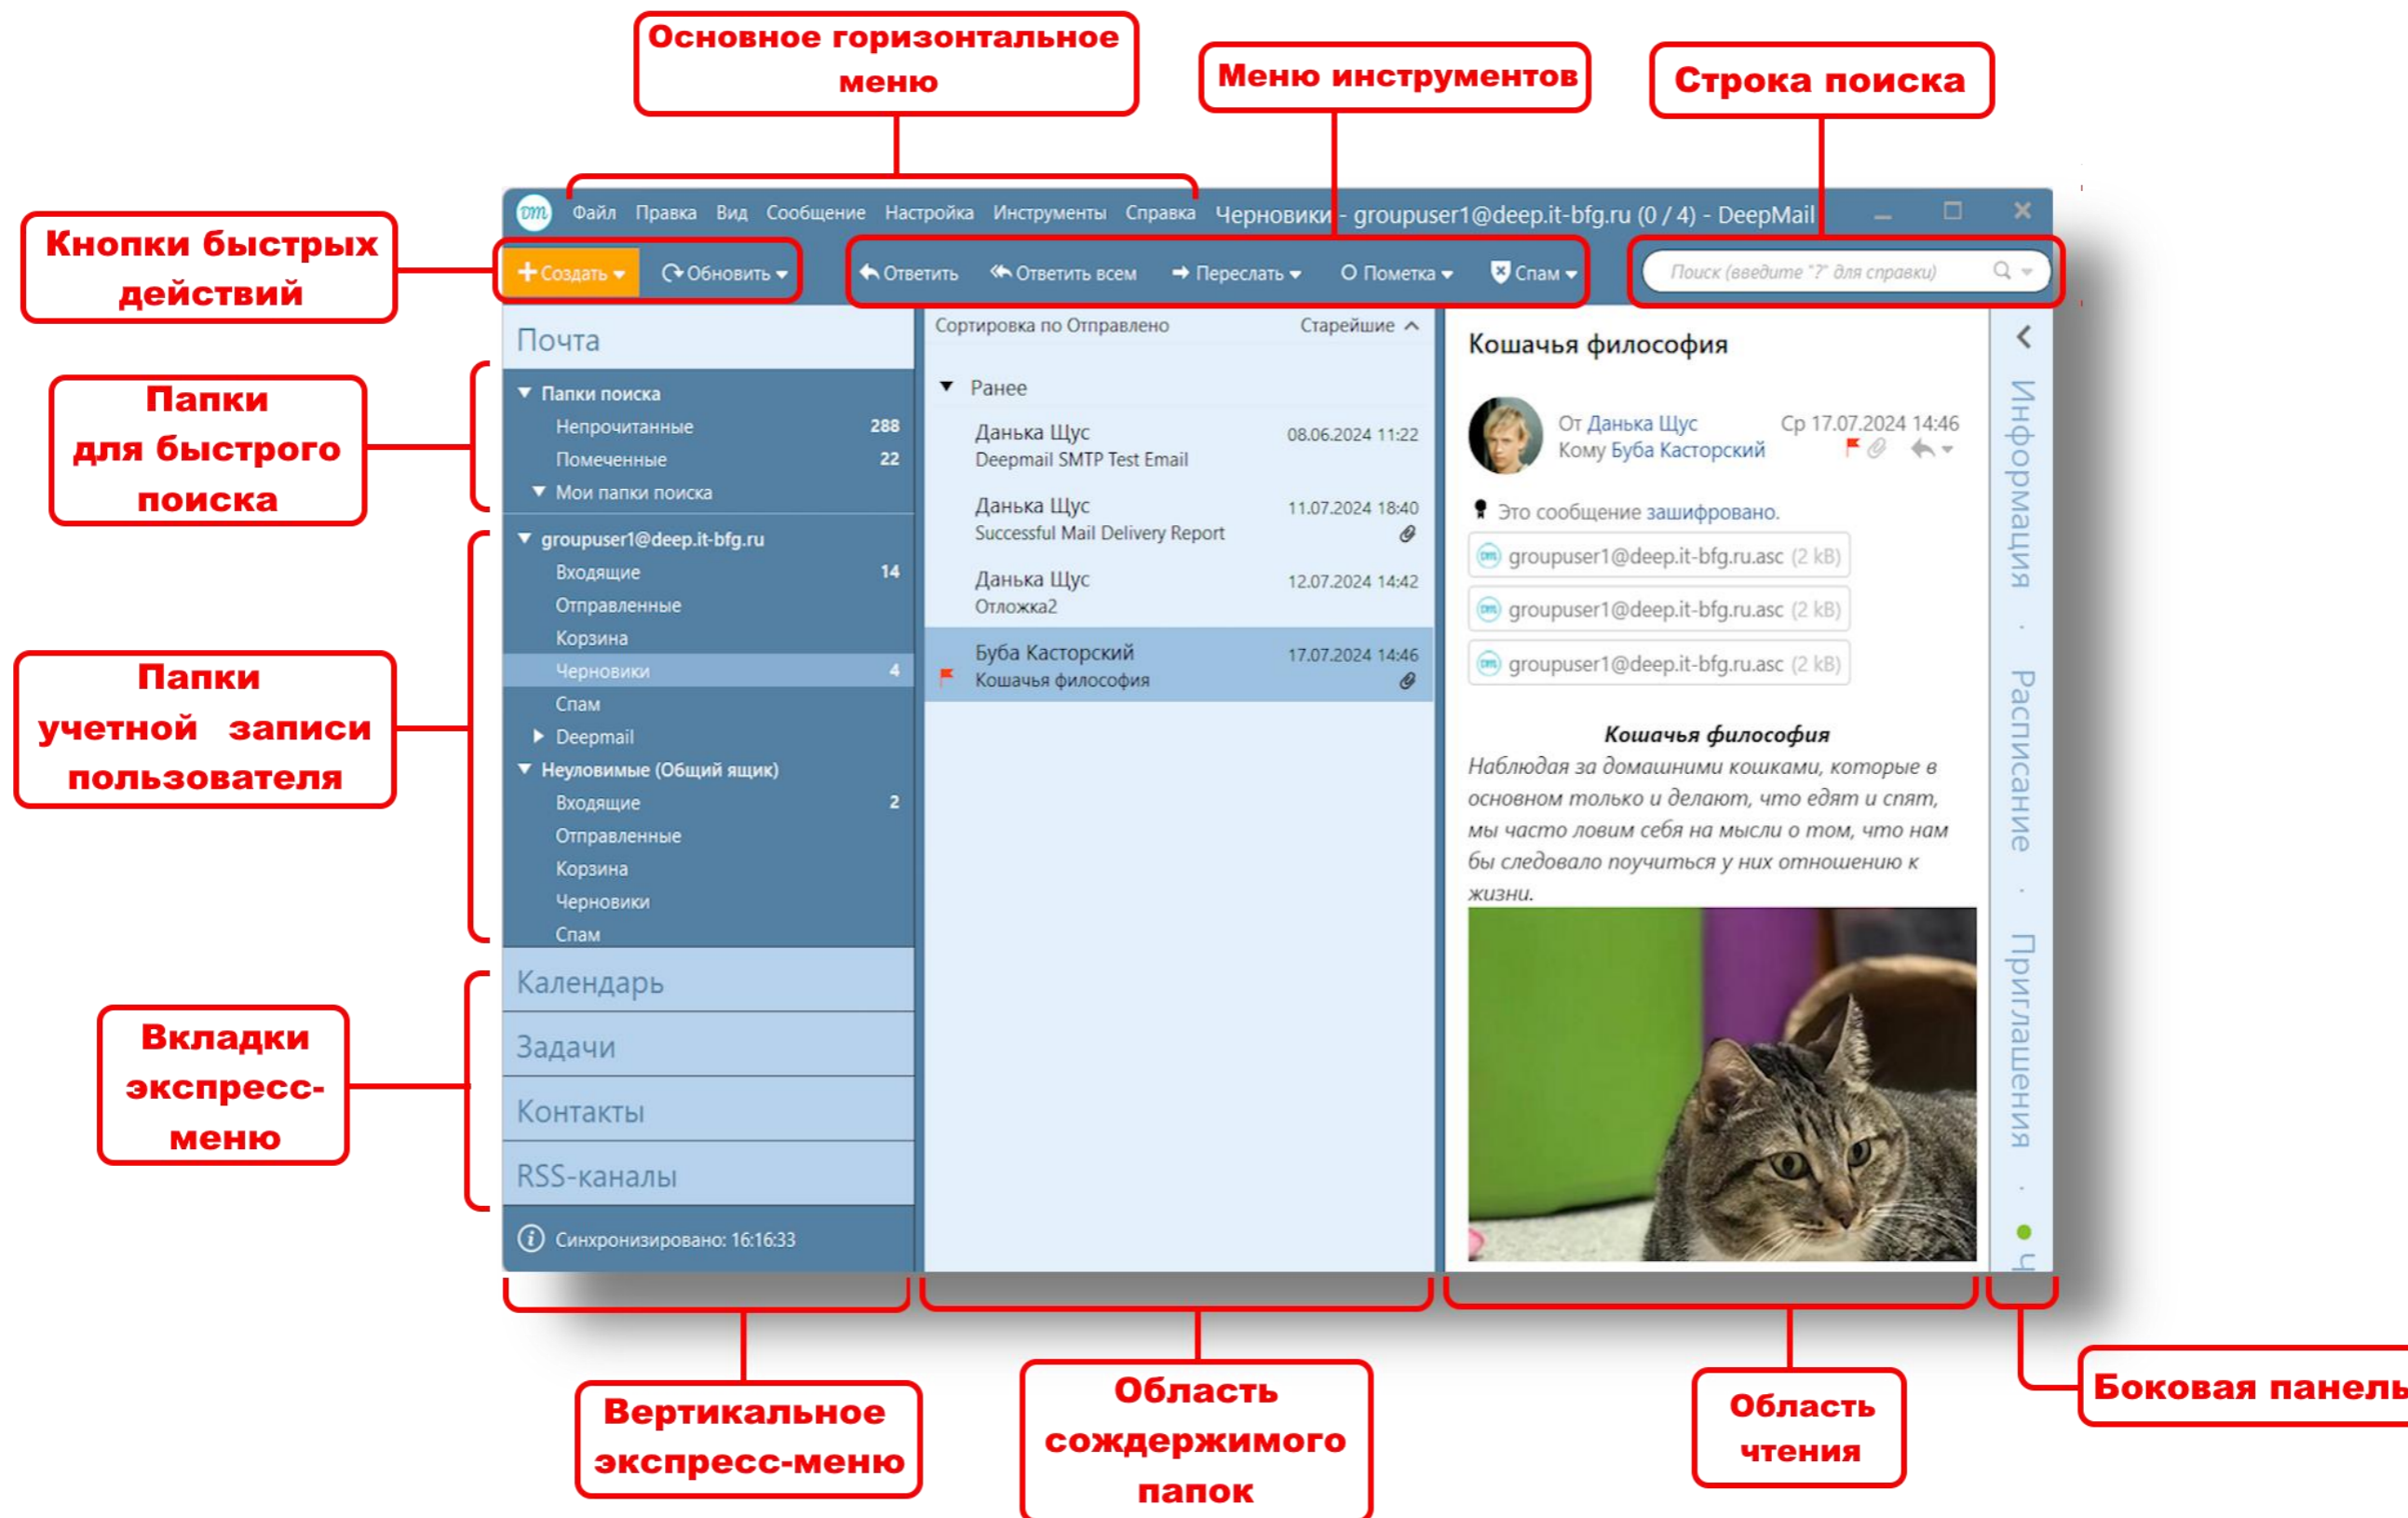 Основное горизонтальное
меню
Меню инструментов
Строка поиска
Кнопки быстрых
действий
Папки
для быстрого
поиска
Папки
учетной записи
пользователя
Вкладки
экспресс-
меню
dm Файл Правка Вид Сообщение Настройка Инструменты Справка Черновики - groupuser1@deep.it-bfg.ru (0 / 4) - DeepMail
Создать Обновить Ответить Ответить всем Переслать Пометка Спам Поиск (введите "?" для справки)
Почта
Папки поиска
Непрочитанные 288
Помеченные 22
Мои папки поиска
groupuser1@deep.it-bfg.ru
Входящие 14
Отправленные
Корзина
Черновики 4
Спам
Deepmail
Неуловимые (Общий ящик)
Входящие 2
Отправленные
Корзина
Черновики
Спам
Календарь
Задачи
Контакты
RSS-каналы
Синхронизировано: 16:16:33
Сортировка по Отправлено Старейшие
Ранее
Данька Щус 08.06.2024 11:22
Deepmail SMTP Test Email
Данька Щус 11.07.2024 18:40
Successful Mail Delivery Report
Данька Щус 12.07.2024 14:42
Отложка2
Буба Касторский 17.07.2024 14:46
Кошачья философия
Кошачья философия
От Данька Щус Ср 17.07.2024 14:46
Кому Буба Касторский
Это сообщение зашифровано.
dm groupuser1@deep.it-bfg.ru.asc (2 kB)
dm groupuser1@deep.it-bfg.ru.asc (2 kB)
dm groupuser1@deep.it-bfg.ru.asc (2 kB)
Кошачья философия
Наблюдая за домашними кошками, которые в
основном только и делают, что едят и спят,
мы часто ловим себя на мысли о том, что нам
бы следовало поучиться у них отношению к
жизни.
Информация · Расписание · Приглашения · Ч
Вертикальное
экспресс-меню
Область
сождержимого
папок
Область
чтения
Боковая панель